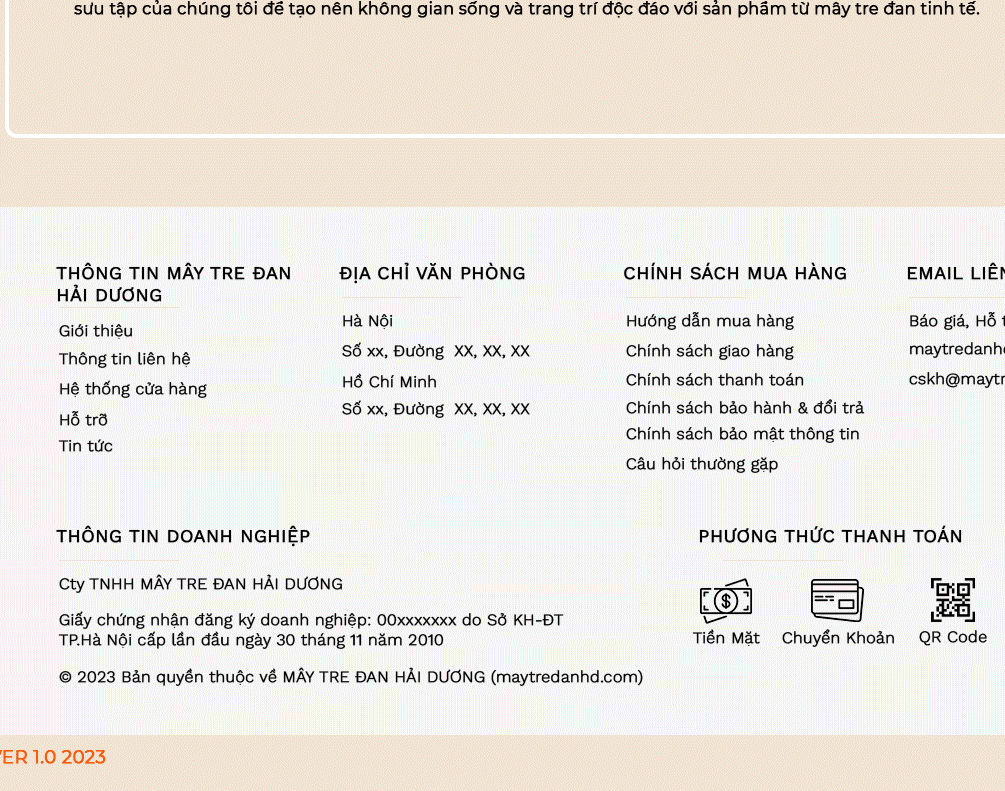 sưu tập của chúng tôi để tạo nên không gian sống và trang trí độc đáo với sản phẩm từ mây tre đan tinh tế.
THÔNG TIN MÂY TRE ĐAN
HẢI DƯƠNG
Giới thiệu
Thông tin liên hệ
Hệ thống cửa hàng
Hỗ trỡ
Tin tức
ĐỊA CHỈ VĂN PHÒNG
Hà Nội
Số xx, Đường XX, XX, XX
Hồ Chí Minh
Số xx, Đường XX, XX, XX
CHÍNH SÁCH MUA HÀNG
Hướng dẫn mua hàng
Chính sách giao hàng
Chính sách thanh toán
Chính sách bảo hành & đổi trả
Chính sách bảo mật thông tin
Câu hỏi thường gặp
EMAIL
Báo giá, Hỗ
maytredanh
cskh@maytr
THÔNG TIN DOANH NGHIỆP
Cty TNHH MÂY TRE ĐAN HẢI DƯƠNG
Giấy chứng nhận đăng ký doanh nghiệp: 00xxxxxxx do Sở KH-ĐT
TP.Hà Nội cấp lần đầu ngày 30 tháng 11 năm 2010
© 2023 Bản quyền thuộc về MÂY TRE ĐAN HẢI DƯƠNG (maytredanhd.com)
PHƯƠNG THỨC THANH TOÁN
Tiền Mặt
Chuyển Khoản
QR Code
ER 1.0 2023